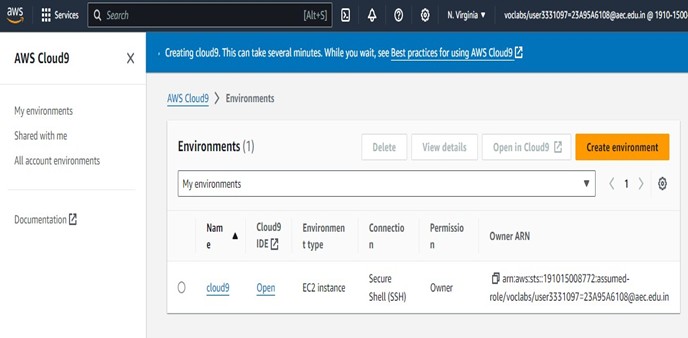 aws Services Search [Alt+S] N. Virginia ▼ voclabs/user3331097=23A95A6108@aec.edu.in @ 1910-1500
AWS Cloud9
Creating cloud9. This can take several minutes. While you wait, see Best practices for using AWS Cloud9
My environments
Shared with me
All account environments
Documentation
AWS Cloud9 > Environments
Environments (1) Delete View details Open in Cloud9 Create environment
My environments ▼ < 1 >
Nam
e ▲
Cloud9
IDE
Environmen
t type
Connectio
n
Permissio
n
Owner ARN
cloud9
Open
EC2 instance
Secure
Shell (SSH)
Owner
arn:aws:sts::191015008772:assumed-
role/voclabs/user3331097=23A95A6108@aec.edu.in